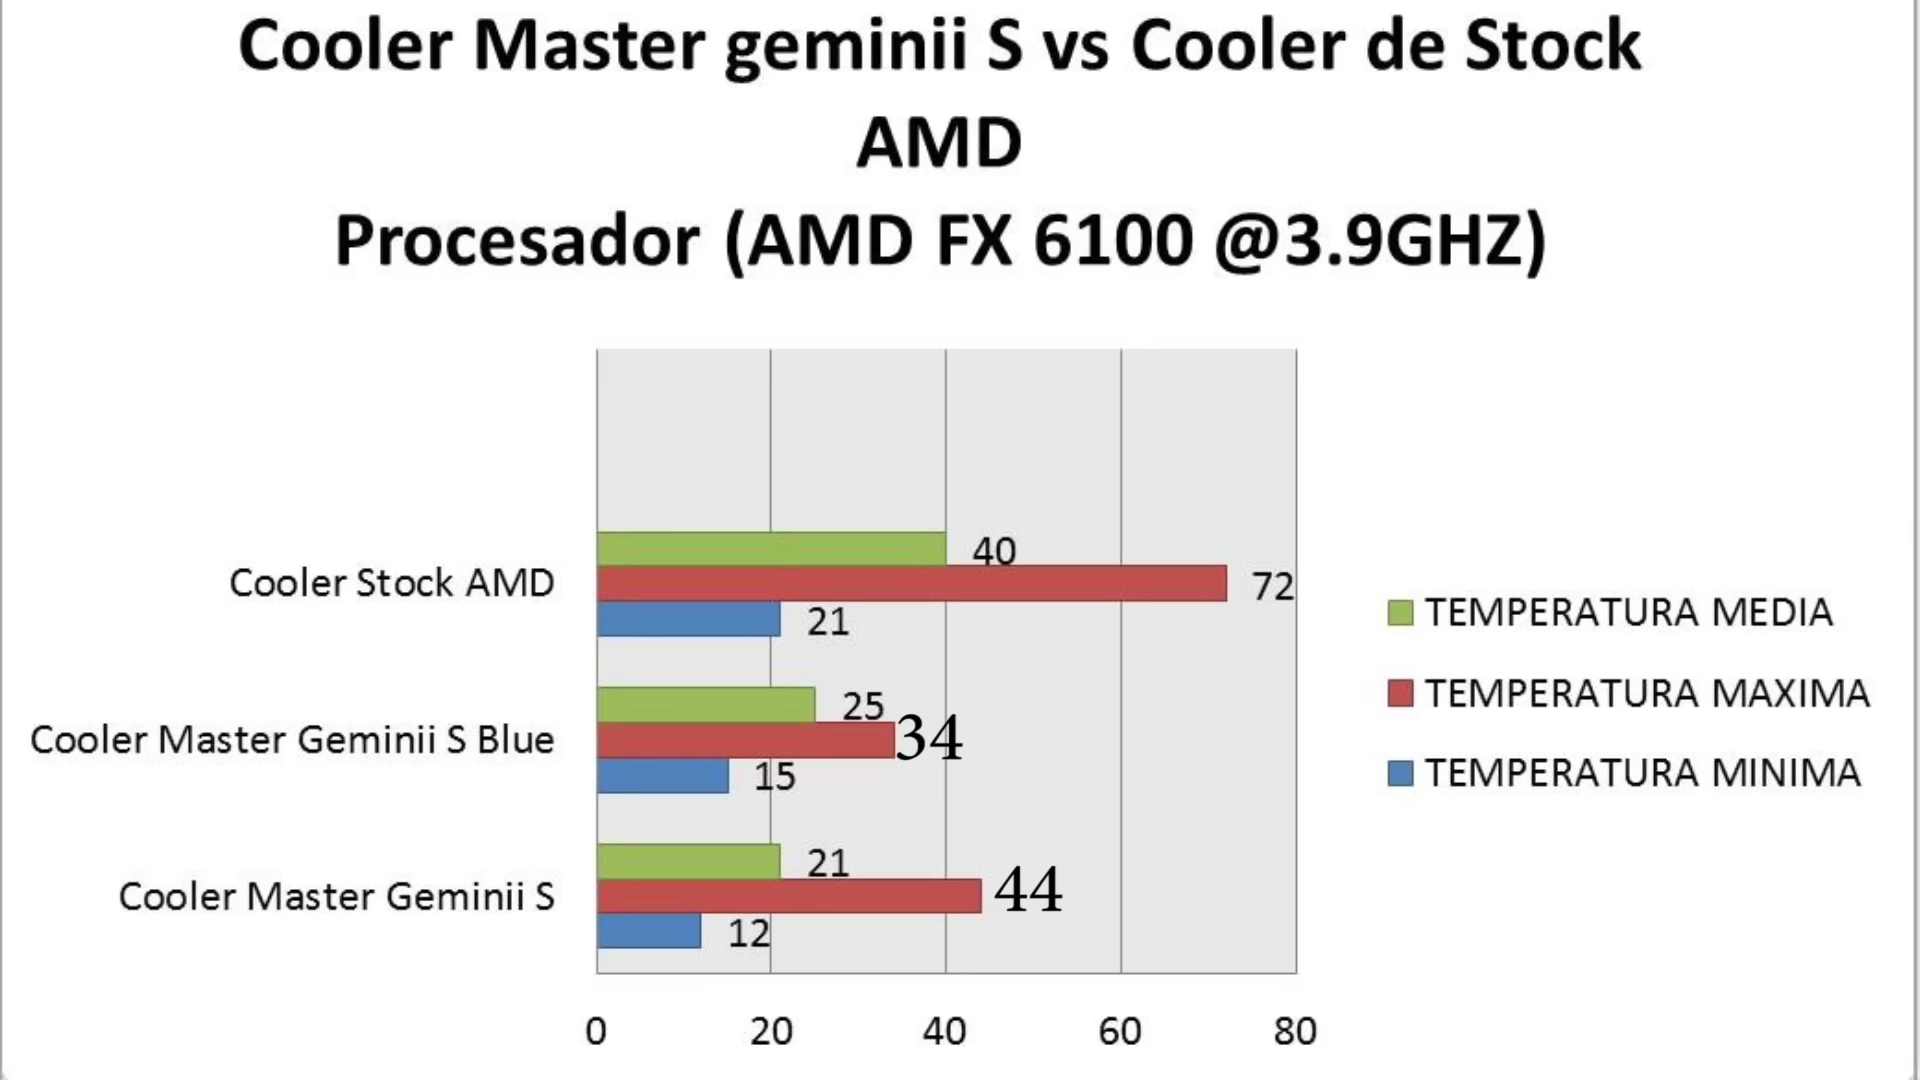 Cooler Master geminii S vs Cooler de Stock
AMD
Procesador (AMD FX 6100 @3.9GHZ)
Cooler Stock AMD
40
72
21
Cooler Master Geminii S Blue
25
34
15
Cooler Master Geminii S
21
44
12
0 20 40 60 80
TEMPERATURA MEDIA
TEMPERATURA MAXIMA
TEMPERATURA MINIMA